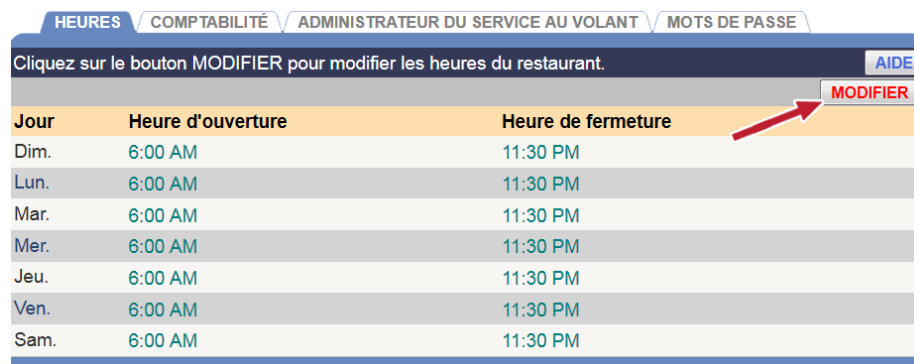 HEURES COMPTABILITÉ ADMINISTRATEUR DU SERVICE AU VOLANT MOTS DE PASSE
Cliquez sur le bouton MODIFIER pour modifier les heures du restaurant. AIDE
MODIFIER
Jour Heure d'ouverture Heure de fermeture
Dim. 6:00 AM 11:30 PM
Lun. 6:00 AM 11:30 PM
Mar. 6:00 AM 11:30 PM
Mer. 6:00 AM 11:30 PM
Jeu. 6:00 AM 11:30 PM
Ven. 6:00 AM 11:30 PM
Sam. 6:00 AM 11:30 PM